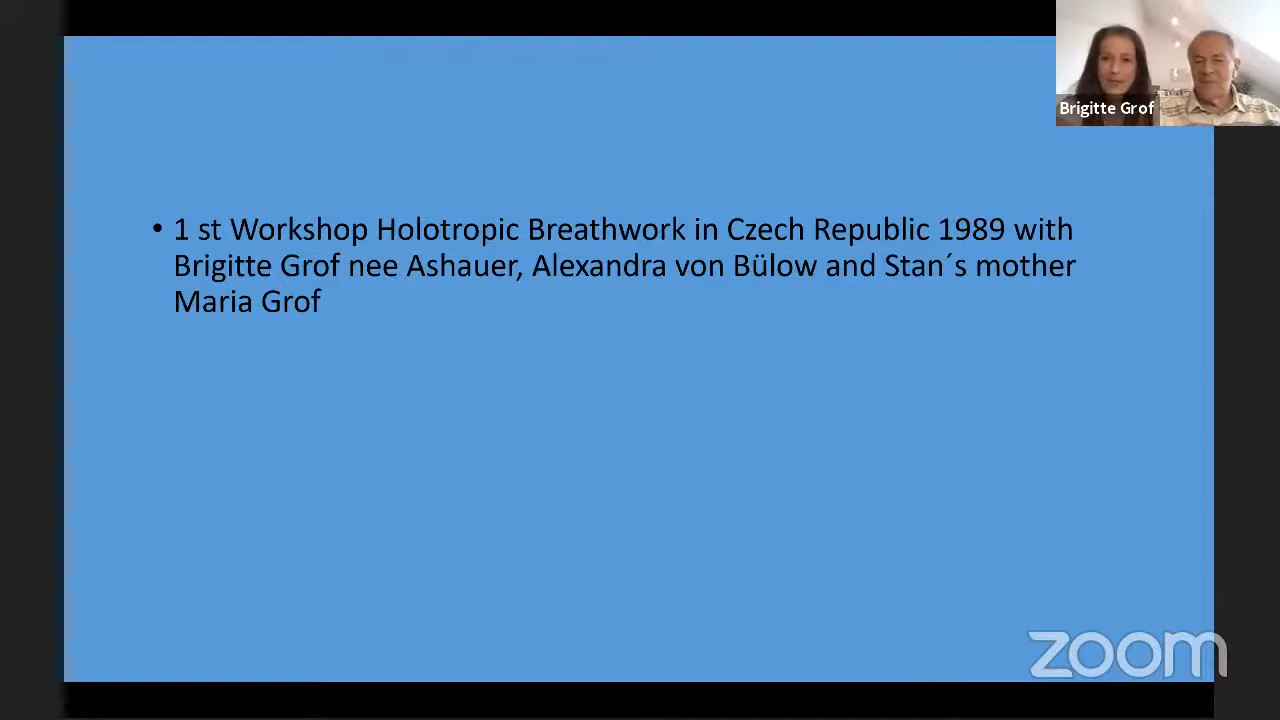 Brigitte Grof
• 1 st Workshop Holotropic Breathwork in Czech Republic 1989 with
Brigitte Grof nee Ashauer, Alexandra von Bülow and Stan´s mother
Maria Grof
zoom